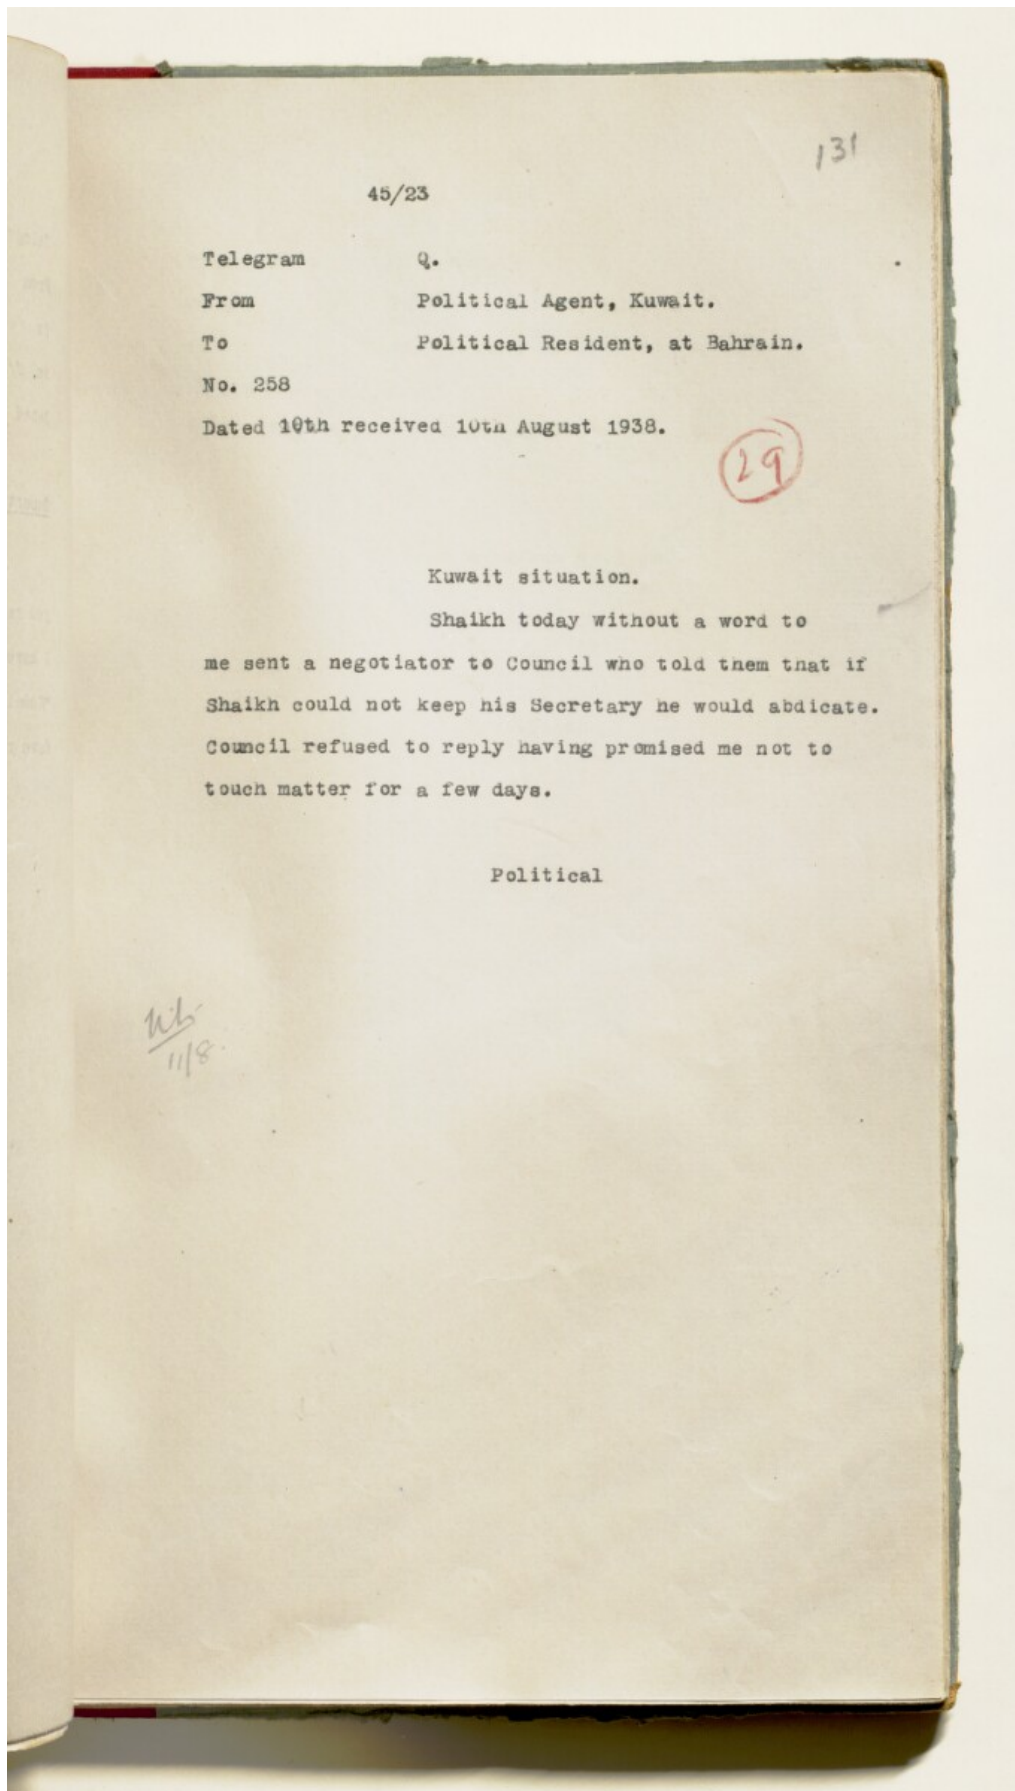 131
45/23
Telegram Q.
From Political Agent, Kuwait.
To Political Resident, at Bahrain.
No. 258
Dated 10th received 10th August 1938.
29
Kuwait situation.
Shaikh today without a word to
me sent a negotiator to Council who told them that if
Shaikh could not keep his Secretary he would abdicate.
Council refused to reply having promised me not to
touch matter for a few days.
Political
11/8.